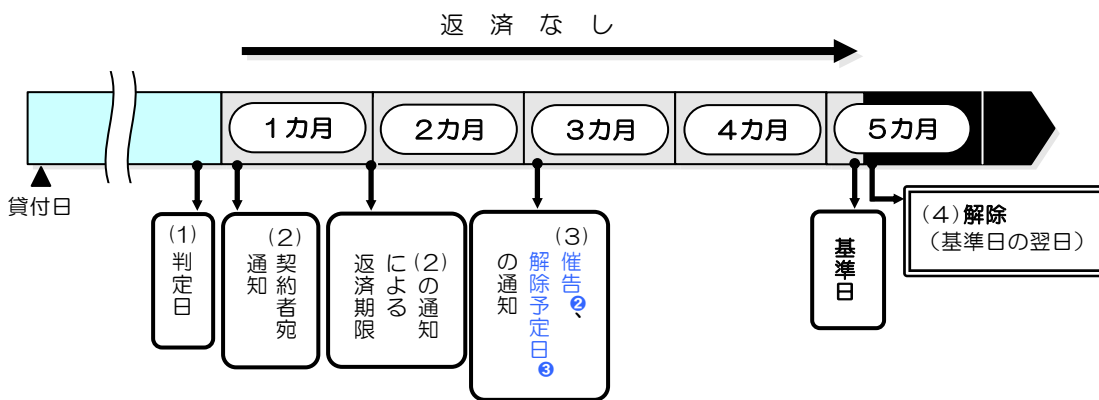 返済なし
1カ月
2カ月
3カ月
4カ月
5カ月
貸付日
(1)
判定日
(2)
契約者宛
通知
(2)の通知
による
返済期限
(3)
催告❷、
解除予定日❸
の通知
基準日
(4)解除
(基準日の翌日)